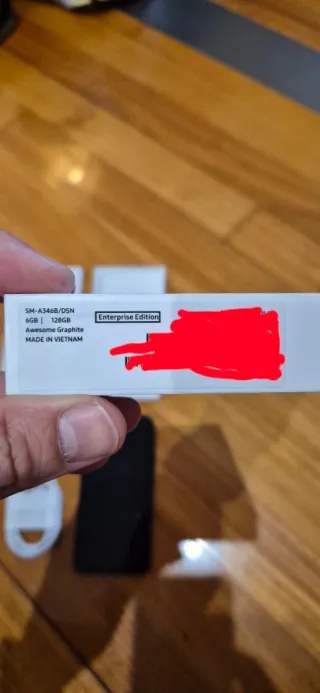 SM-A346B/DSN
6GB | 128GB
Awesome Graphite
MADE IN VIETNAM
Enterprise Edition